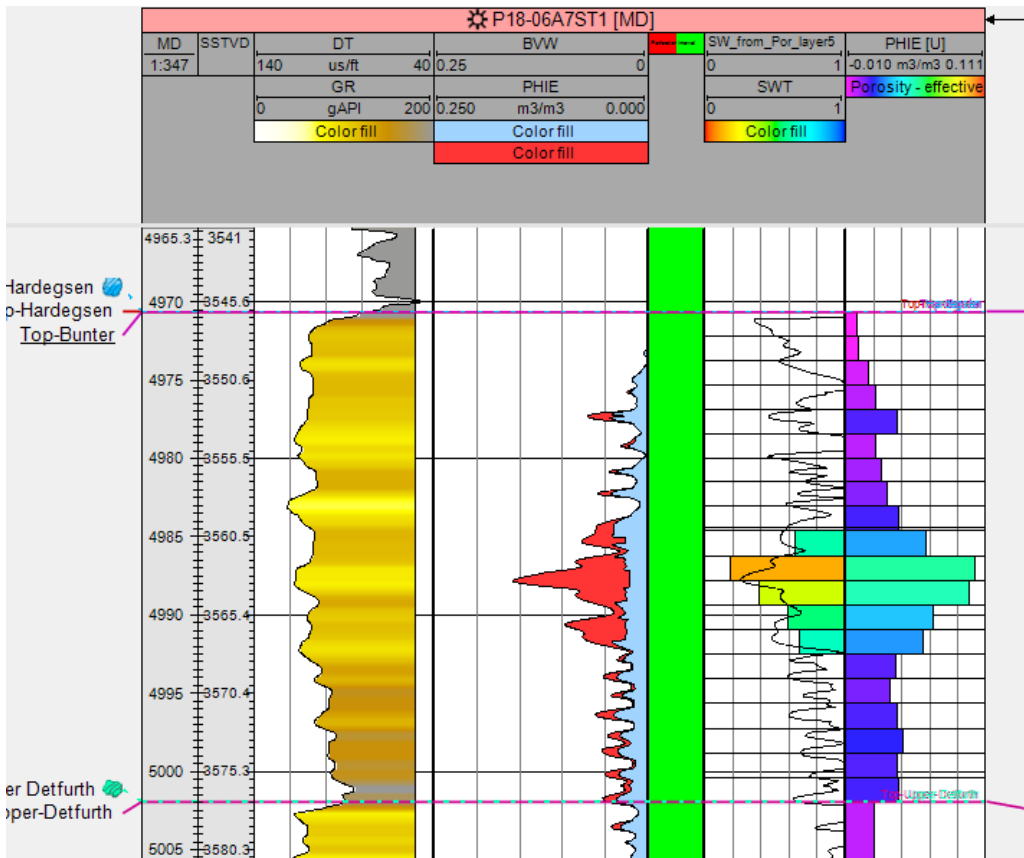 P18-06A7ST1 [MD]
MD SSTVD DT BVW SW_from_Por_layer5 PHIE [U]
1:347 140 us/ft 40 0.25 0 0 1 -0.010 m3/m3 0.111
GR PHIE SWT Porosity - effective
0 gAPI 200 0.250 m3/m3 0.000 0 1
Color fill Color fill Color fill
Color fill
4965.3 3541
Hardegsen
4970 3545.6
p-Hardegsen
Top-Bunter
4975 3550.6
4980 3555.5
4985 3560.5
4990 3565.4
4995 3570.4
5000 3575.3
er Detfurth
Top-Upper-Detfurth
pper-Detfurth
5005 3580.3